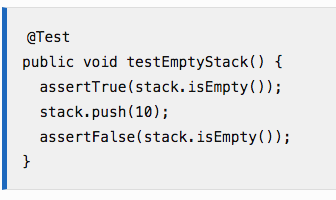 @Test
public void testEmptyStack() {
  assertTrue(stack.isEmpty());
  stack.push(10);
  assertFalse(stack.isEmpty());
}